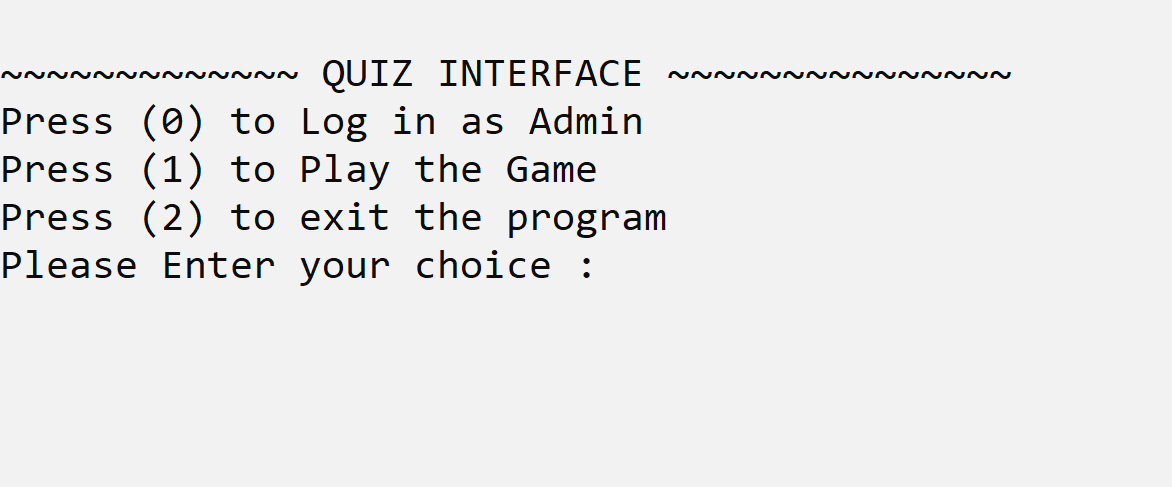 ~~~~~~~~~~~~~ QUIZ INTERFACE ~~~~~~~~~~~~~~~
Press (0) to Log in as Admin
Press (1) to Play the Game
Press (2) to exit the program
Please Enter your choice :